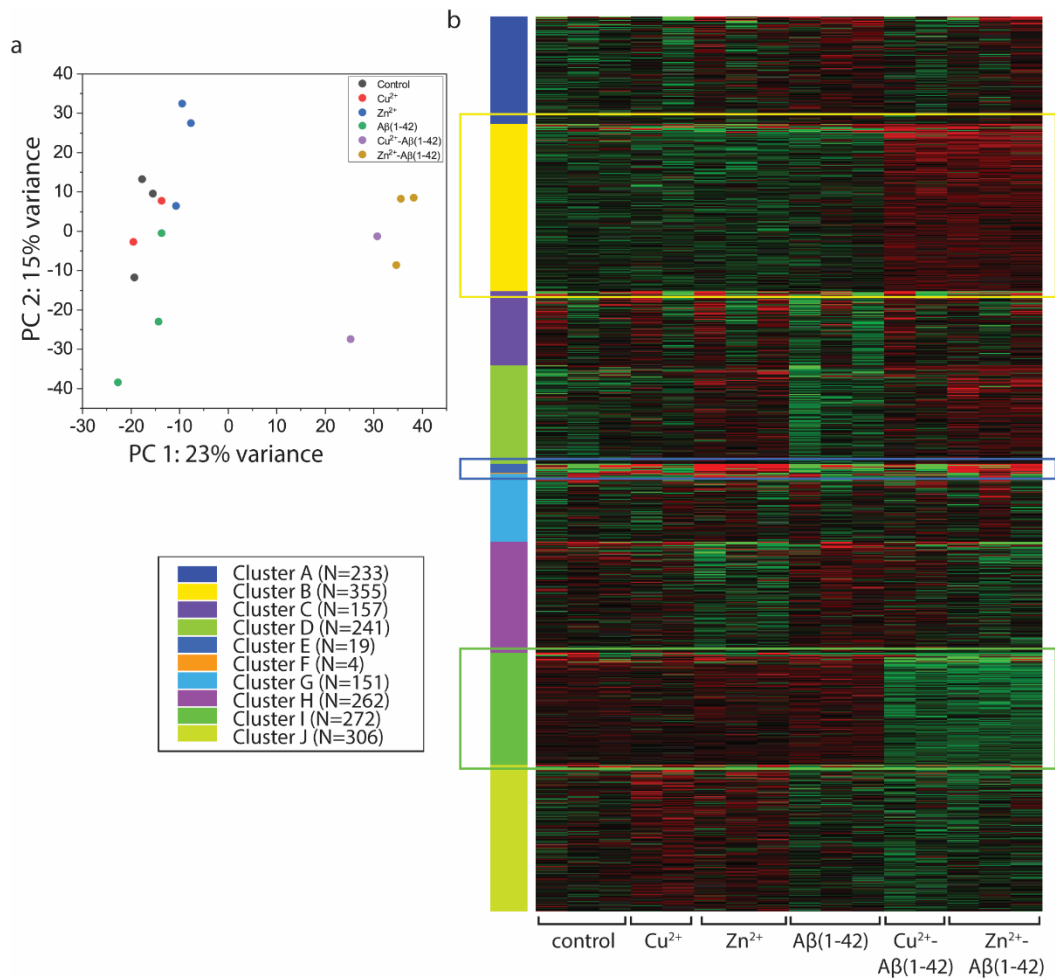 a
40
30
20
10
0
-10
-20
-30
-40
-30
-20
-10
0
10
20
30
40
PC 2: 15% variance
PC 1: 23% variance
Control
Cu²⁺
Zn²⁺
Aβ(1-42)
Cu²⁺-Aβ(1-42)
Zn²⁺-Aβ(1-42)
Cluster A (N=233)
Cluster B (N=355)
Cluster C (N=157)
Cluster D (N=241)
Cluster E (N=19)
Cluster F (N=4)
Cluster G (N=151)
Cluster H (N=262)
Cluster I (N=272)
Cluster J (N=306)
b
control
Cu²⁺
Zn²⁺
Aβ(1-42)
Cu²⁺-
Aβ(1-42)
Zn²⁺-
Aβ(1-42)